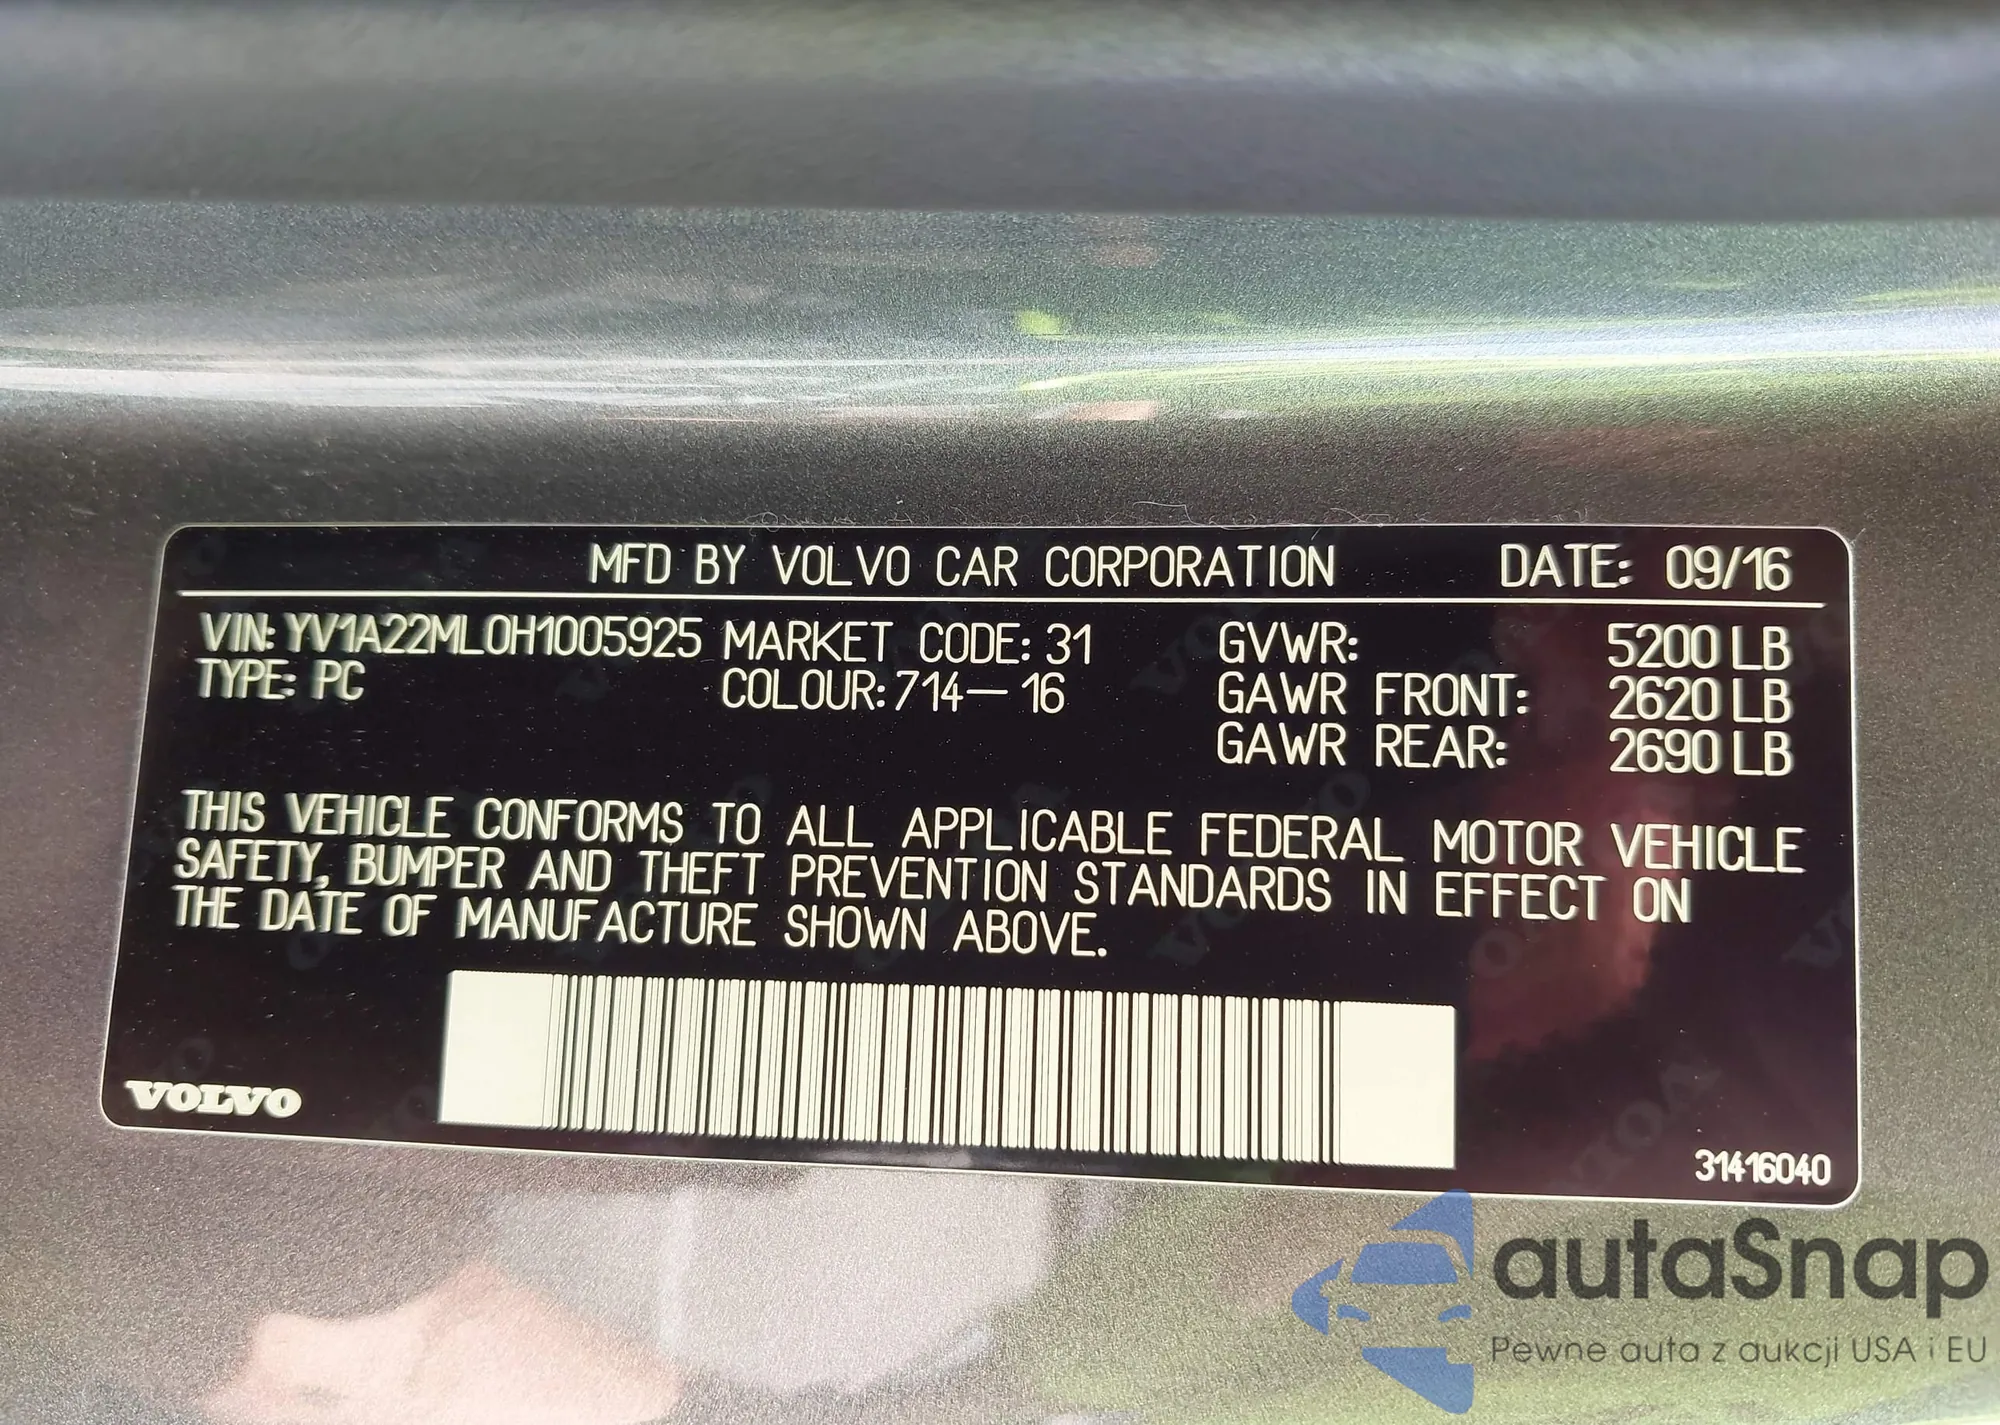 MFD BY VOLVO CAR CORPORATION DATE: 09/16
VIN: YV1A22ML0H1005925 MARKET CODE: 31 GVWR: 5200 LB
TYPE: PC COLOUR: 714-16 GAWR FRONT: 2620 LB
GAWR REAR: 2690 LB
THIS VEHICLE CONFORMS TO ALL APPLICABLE FEDERAL MOTOR VEHICLE
SAFETY, BUMPER AND THEFT PREVENTION STANDARDS IN EFFECT ON
THE DATE OF MANUFACTURE SHOWN ABOVE.
VOLVO
31416040
autaSnap
Pewne auta z aukcji USA i EU